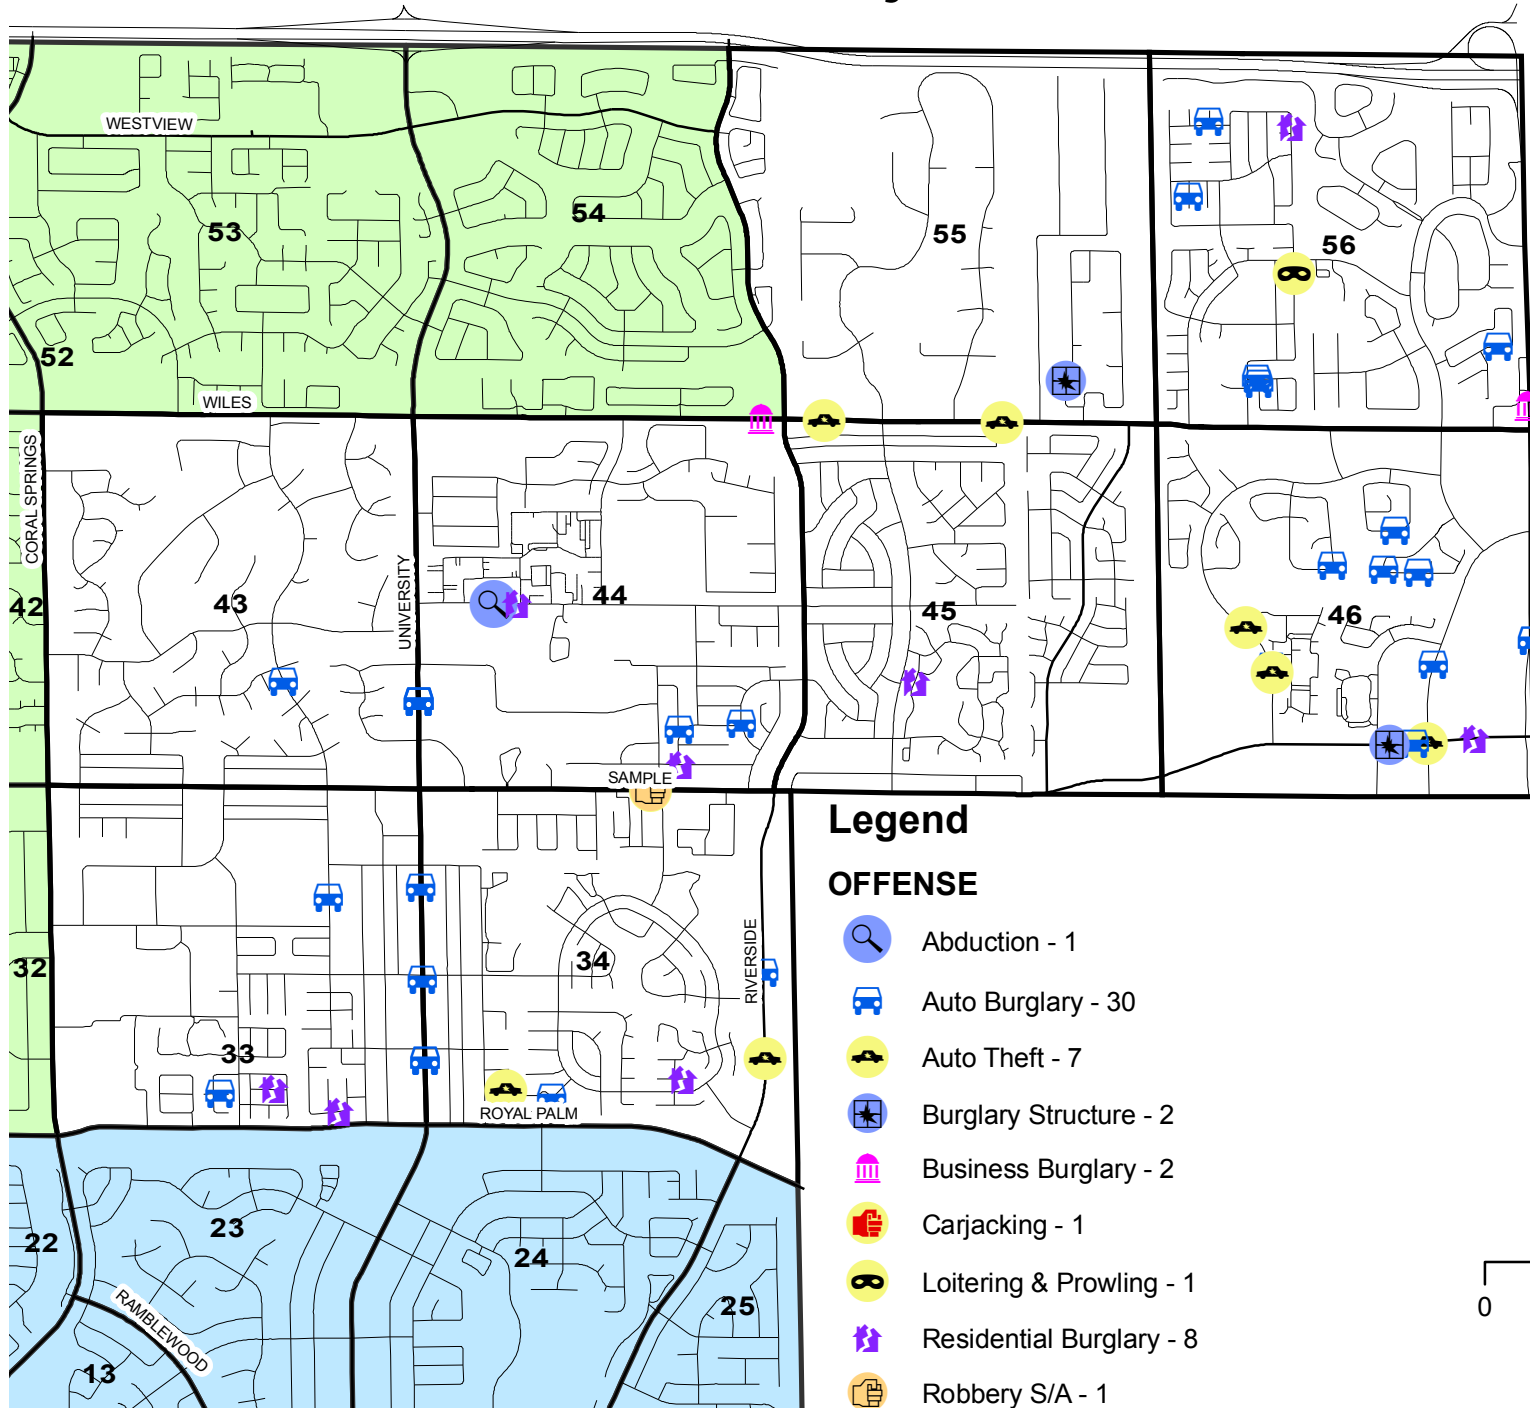 WESTVIEW
53
54
55
56
52
WILES
CORAL SPRINGS
UNIVERSITY
42
43
44
45
46
SAMPLE
32
33
34
RIVERSIDE
ROYAL PALM
22
23
24
25
RAMBLEWOOD
13
Legend
OFFENSE
Abduction - 1
Auto Burglary - 30
Auto Theft - 7
Burglary Structure - 2
Business Burglary - 2
Carjacking - 1
Loitering & Prowling - 1
Residential Burglary - 8
Robbery S/A - 1
0